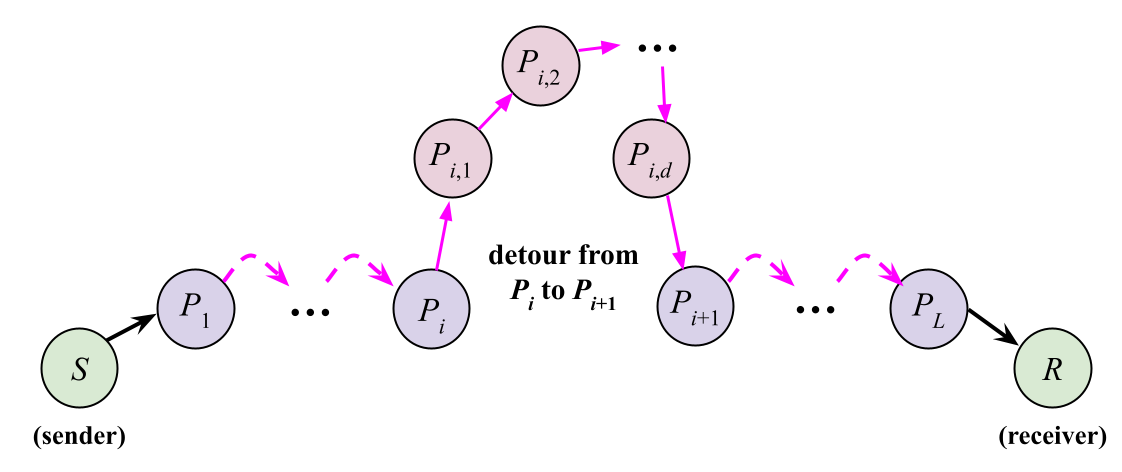 P_{i,2}
...
P_{i,1}
P_{i,d}
detour from
P_i to P_{i+1}
P_1
...
P_i
P_{i+1}
...
P_L
S
R
(sender)
(receiver)